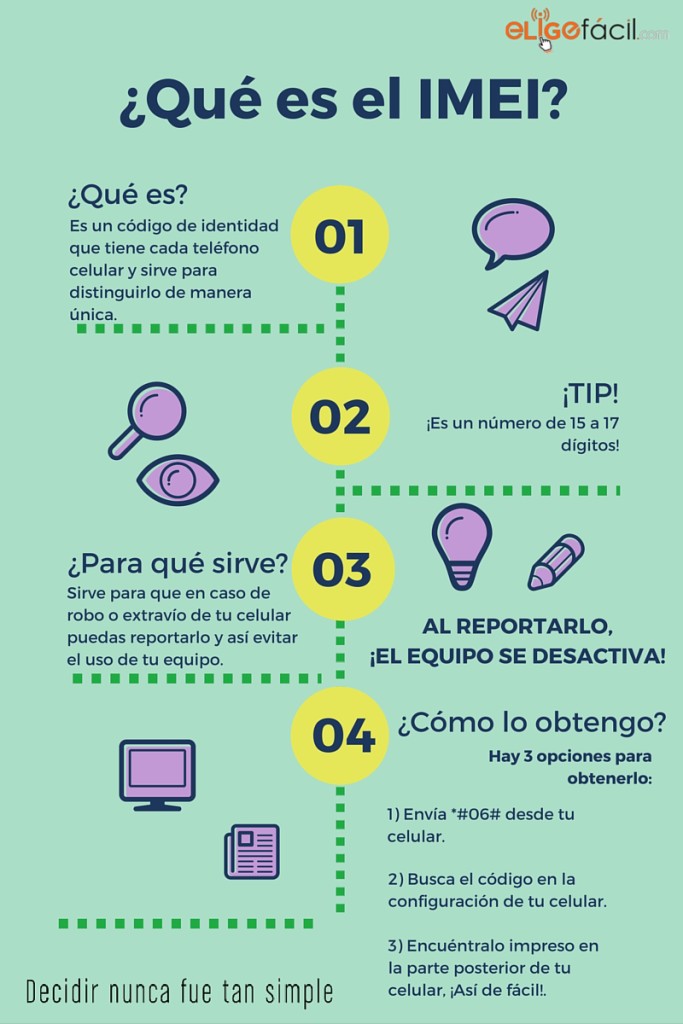 eLIGefácil.com
¿Qué es el IMEI?
¿Qué es?
Es un código de identidad
que tiene cada teléfono
celular y sirve para
distinguirlo de manera
única.
01
02
¡TIP!
¡Es un número de 15 a 17
dígitos!
¿Para qué sirve?
Sirve para que en caso de
robo o extravío de tu celular
puedas reportarlo y así evitar
el uso de tu equipo.
03
AL REPORTARLO,
¡EL EQUIPO SE DESACTIVA!
04
¿Cómo lo obtengo?
Hay 3 opciones para
obtenerlo:
1) Envía *#06# desde tu
celular.
2) Busca el código en la
configuración de tu celular.
3) Encuéntralo impreso en
la parte posterior de tu
celular, ¡Así de fácil!.
Decidir nunca fue tan simple